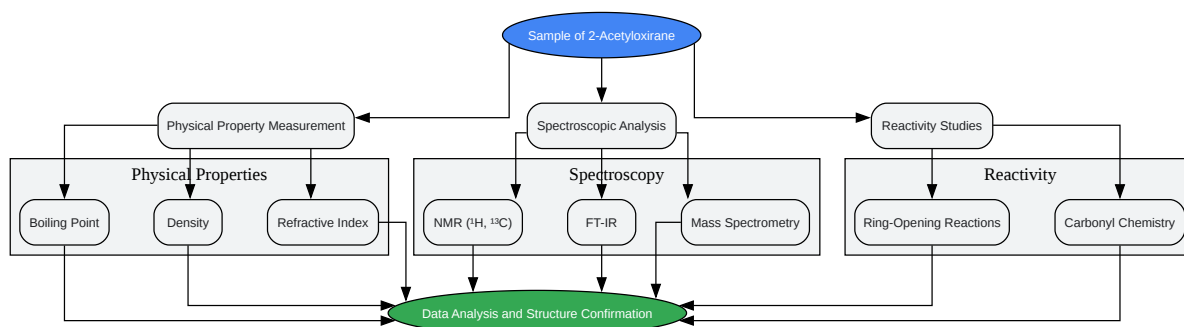 Sample of 2-Acetyloxirane
Physical Property Measurement
Spectroscopic Analysis
Reactivity Studies
Physical Properties
Spectroscopy
Reactivity
Boiling Point
Density
Refractive Index
NMR (¹H, ¹³C)
FT-IR
Mass Spectrometry
Ring-Opening Reactions
Carbonyl Chemistry
Data Analysis and Structure Confirmation